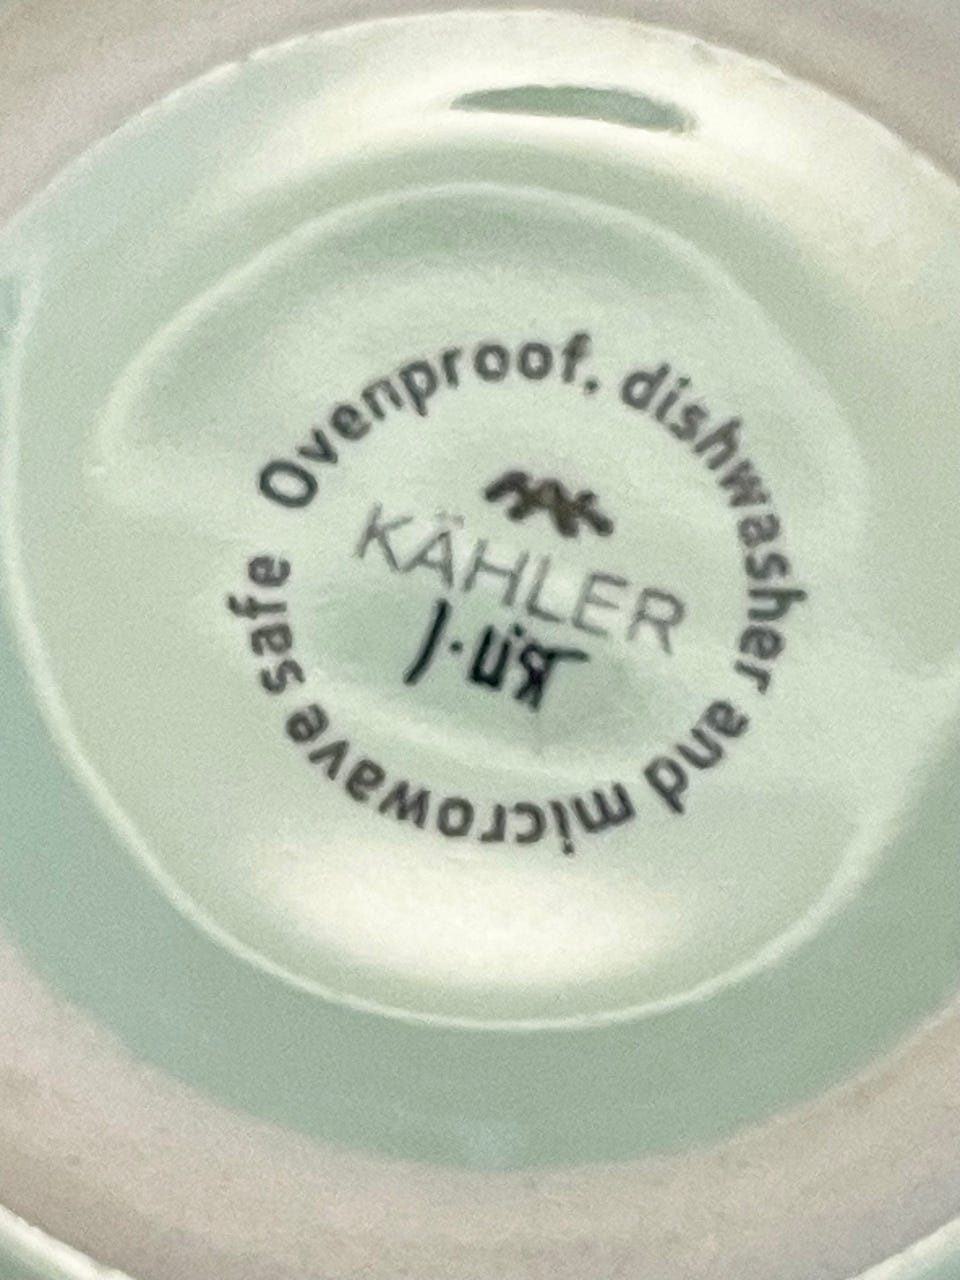 Ovenproof, dishwasher and microwave safe
KÄHLER